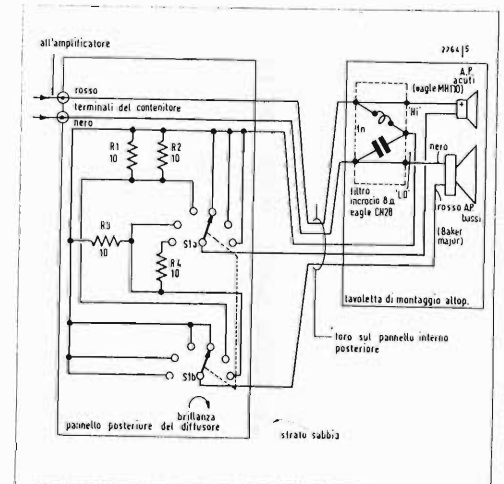 all'amplificatore
2264/5
A.P.
acuti
(eagle MHT10)
rosso
terminali del contenitore
nero
'Hi'
In
R1
10
R2
10
nero
'LO'
filtro
incrocio 8 Ω
eagle CN28
rosso A.P.
bassi
(Baker
major)
R3
10
S1a
R4
10
tavoletta di montaggio altop.
foro sul pannello interno
posteriore
S1b
brillanza
pannello posteriore del diffusore
strato sabbia